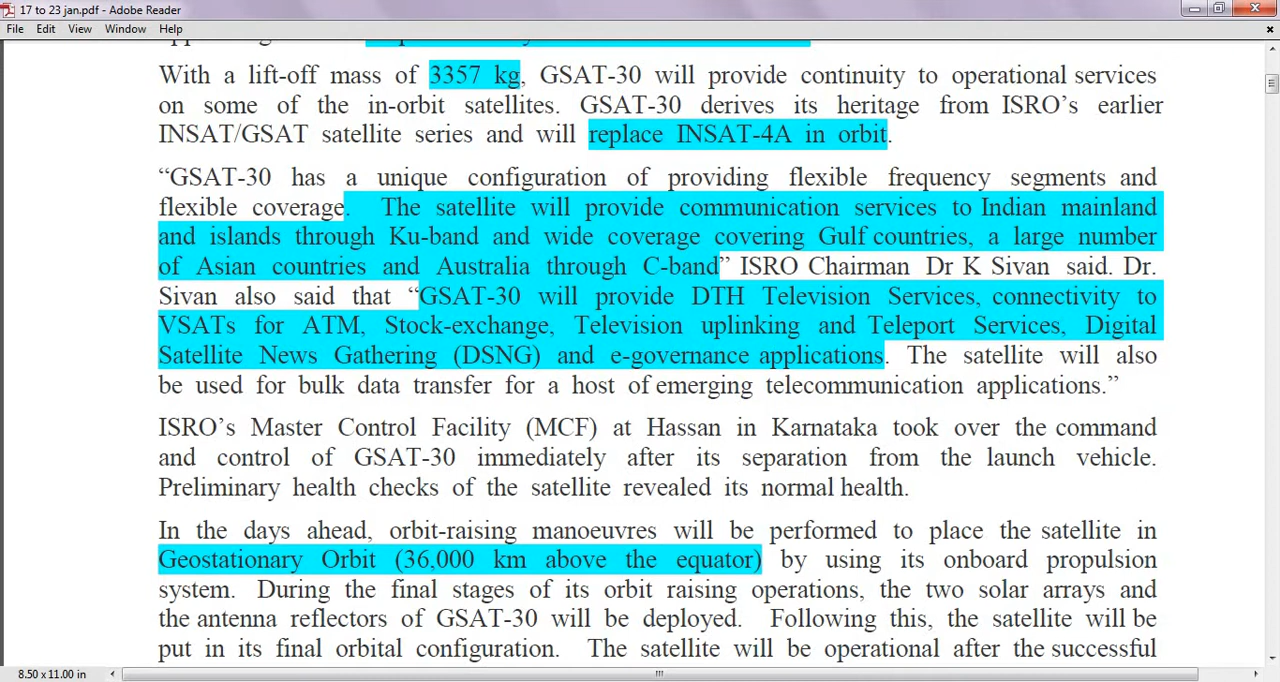 17 to 23 jan.pdf - Adobe Reader
File Edit View Window Help
With a lift-off mass of 3357 kg, GSAT-30 will provide continuity to operational services
on some of the in-orbit satellites. GSAT-30 derives its heritage from ISRO’s earlier
INSAT/GSAT satellite series and will replace INSAT-4A in orbit.
“GSAT-30 has a unique configuration of providing flexible frequency segments and
flexible coverage. The satellite will provide communication services to Indian mainland
and islands through Ku-band and wide coverage covering Gulf countries, a large number
of Asian countries and Australia through C-band” ISRO Chairman Dr K Sivan said. Dr.
Sivan also said that “GSAT-30 will provide DTH Television Services, connectivity to
VSATs for ATM, Stock-exchange, Television uplinking and Teleport Services, Digital
Satellite News Gathering (DSNG) and e-governance applications. The satellite will also
be used for bulk data transfer for a host of emerging telecommunication applications.”
ISRO’s Master Control Facility (MCF) at Hassan in Karnataka took over the command
and control of GSAT-30 immediately after its separation from the launch vehicle.
Preliminary health checks of the satellite revealed its normal health.
In the days ahead, orbit-raising manoeuvres will be performed to place the satellite in
Geostationary Orbit (36,000 km above the equator) by using its onboard propulsion
system. During the final stages of its orbit raising operations, the two solar arrays and
the antenna reflectors of GSAT-30 will be deployed. Following this, the satellite will be
put in its final orbital configuration. The satellite will be operational after the successful
8.50 x 11.00 in